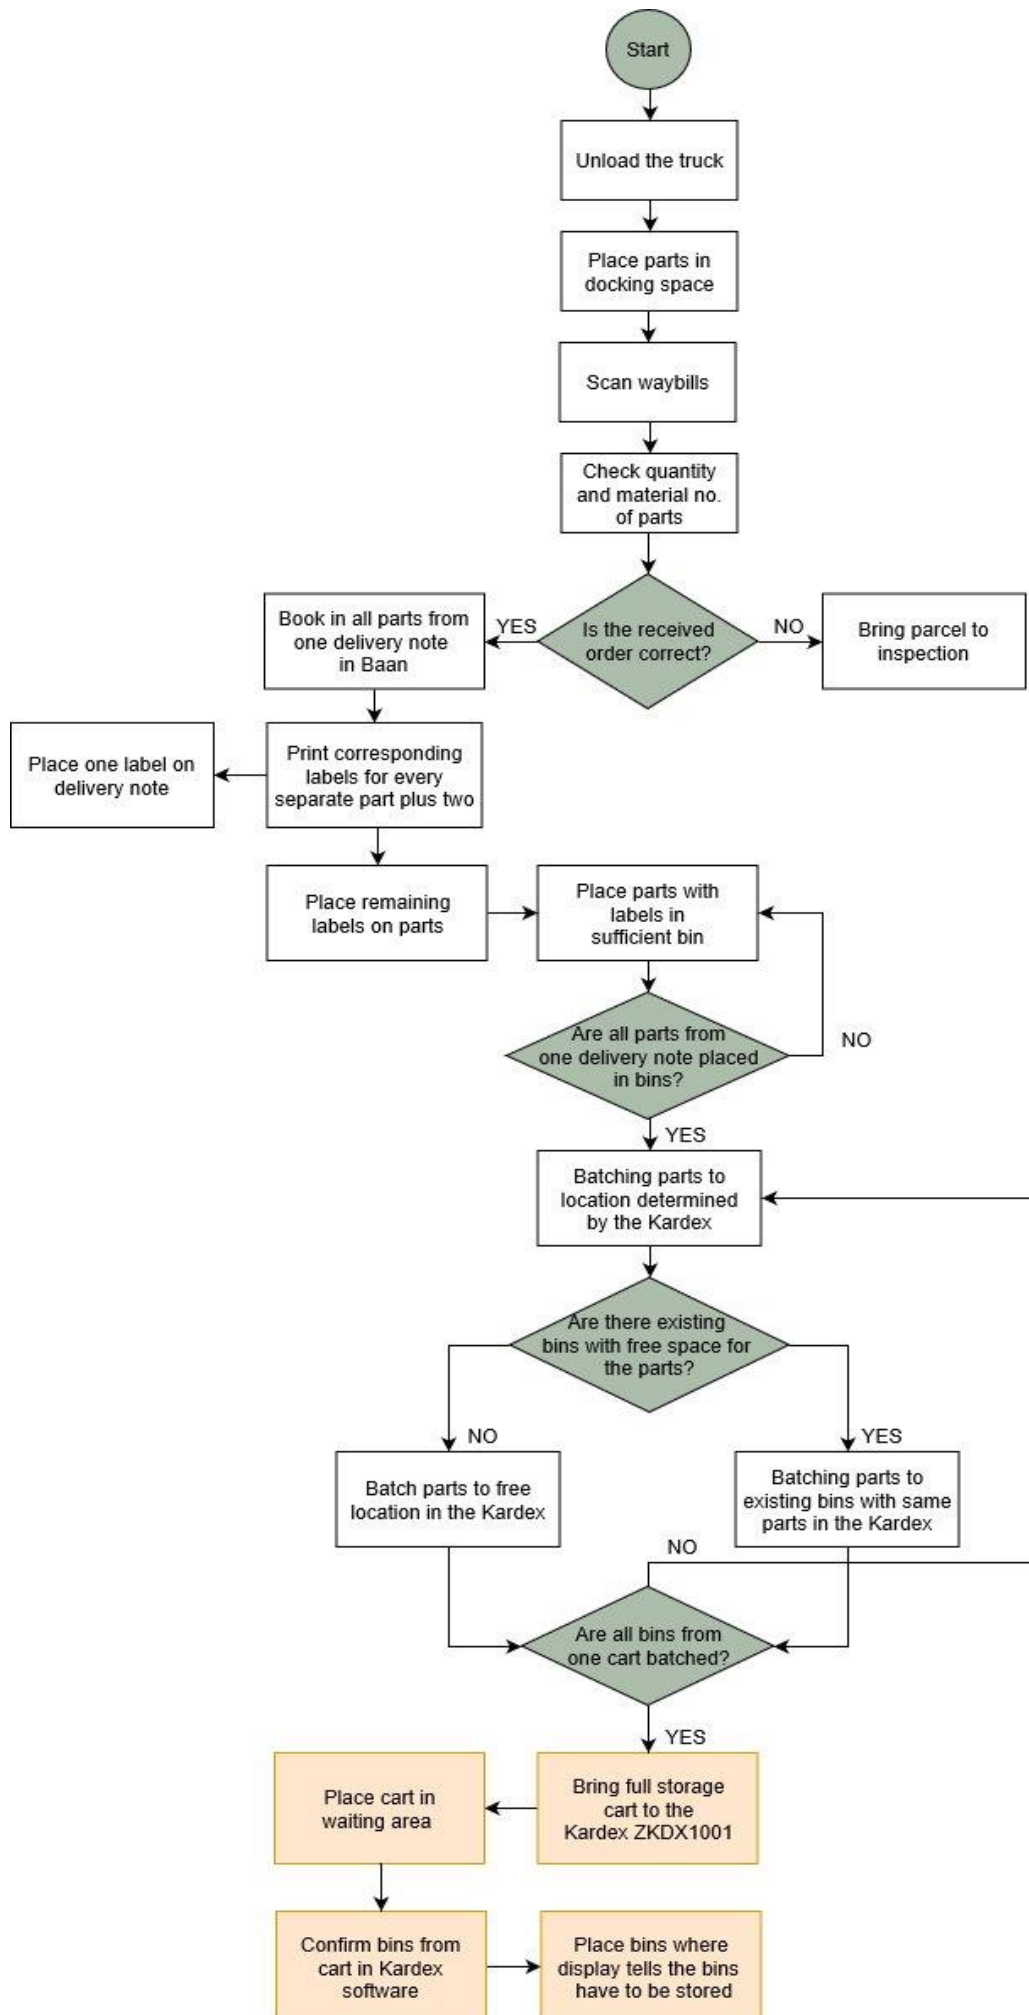 Start
Unload the truck
Place parts in
docking space
Scan waybills
Check quantity
and material no.
of parts
Is the received
order correct?
YES
NO
Book in all parts from
one delivery note
in Baan
Bring parcel to
inspection
Print corresponding
labels for every
separate part plus two
Place one label on
delivery note
Place remaining
labels on parts
Place parts with
labels in
sufficient bin
Are all parts from
one delivery note placed
in bins?
NO
YES
Batching parts to
location determined
by the Kardex
Are there existing
bins with free space for
the parts?
NO
YES
Batch parts to free
location in the Kardex
Batching parts to
existing bins with same
parts in the Kardex
NO
Are all bins from
one cart batched?
YES
Bring full storage
cart to the
Kardex ZKDX1001
Place cart in
waiting area
Confirm bins from
cart in Kardex
software
Place bins where
display tells the bins
have to be stored